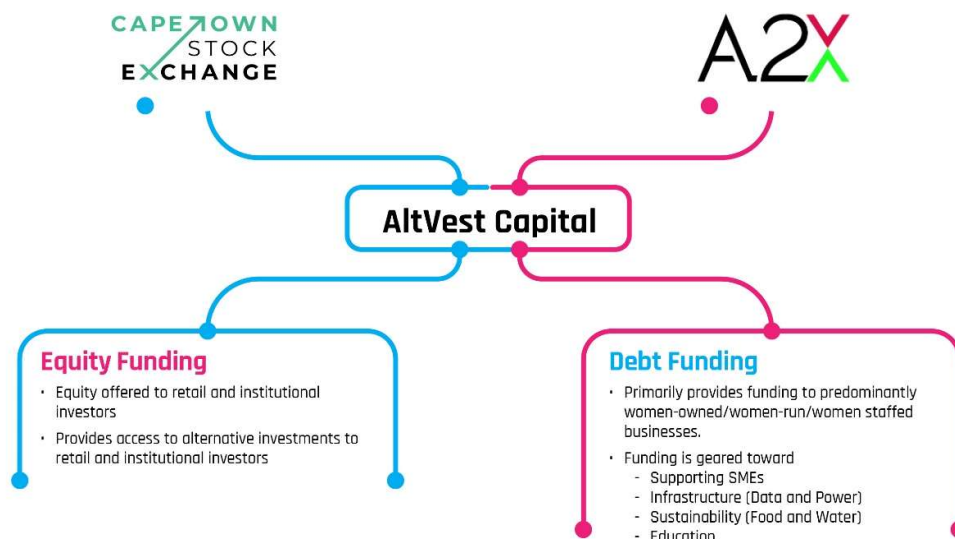 CAPE TOWN
STOCK
EXCHANGE
A2X
AltVest Capital
Equity Funding
· Equity offered to retail and institutional
investors
· Provides access to alternative investments to
retail and institutional investors
Debt Funding
· Primarily provides funding to predominantly
women-owned/women-run/women staffed
businesses.
· Funding is geared toward
- Supporting SMEs
- Infrastructure (Data and Power)
- Sustainability (Food and Water)
- Education